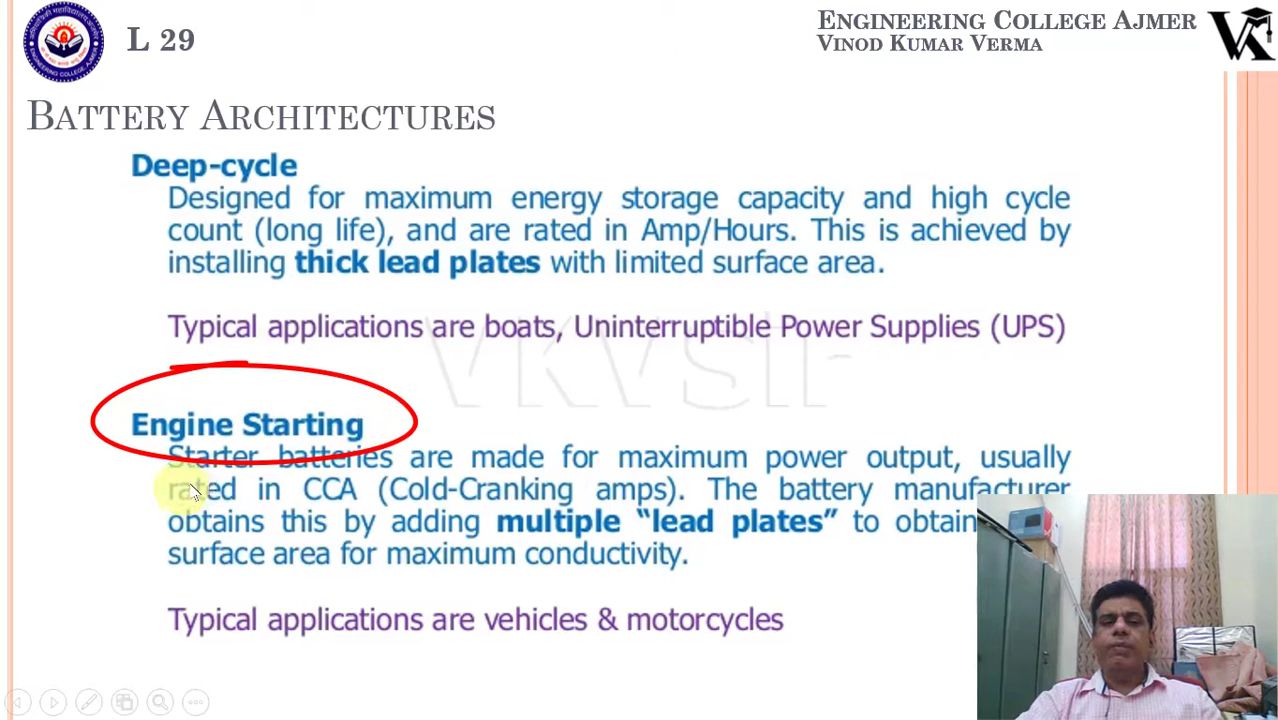 L 29
ENGINEERING COLLEGE AJMER
VINOD KUMAR VERMA
BATTERY ARCHITECTURES
Deep-cycle
Designed for maximum energy storage capacity and high cycle
count (long life), and are rated in Amp/Hours. This is achieved by
installing thick lead plates with limited surface area.
Typical applications are boats, Uninterruptible Power Supplies (UPS)
VKVsir
Engine Starting
Starter batteries are made for maximum power output, usually
rated in CCA (Cold-Cranking amps). The battery manufacturer
obtains this by adding multiple “lead plates” to obtain
surface area for maximum conductivity.
Typical applications are vehicles & motorcycles